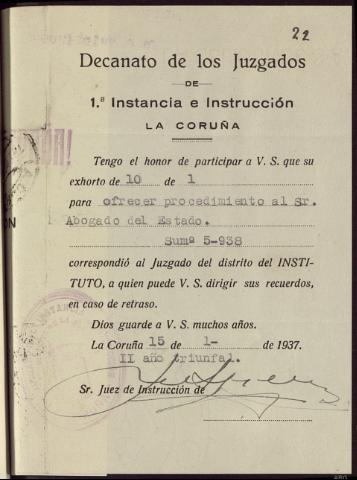 22
Decanato de los Juzgados
DE
1.ª Instancia e Instrucción
LA CORUÑA
Tengo el honor de participar a V. S. que su
exhorto de 10 de 1
para ofrecer procedimiento al Sr.
Abogado del Estado.
Sumº 5-938
correspondió al Juzgado del distrito del INSTI-
TUTO, a quien puede V. S. dirigir sus recuerdos,
en caso de retraso.
Dios guarde a V. S. muchos años.
La Coruña 15 de 1- de 1937.
II año triunfal.
Sr. Juez de Instrucción de